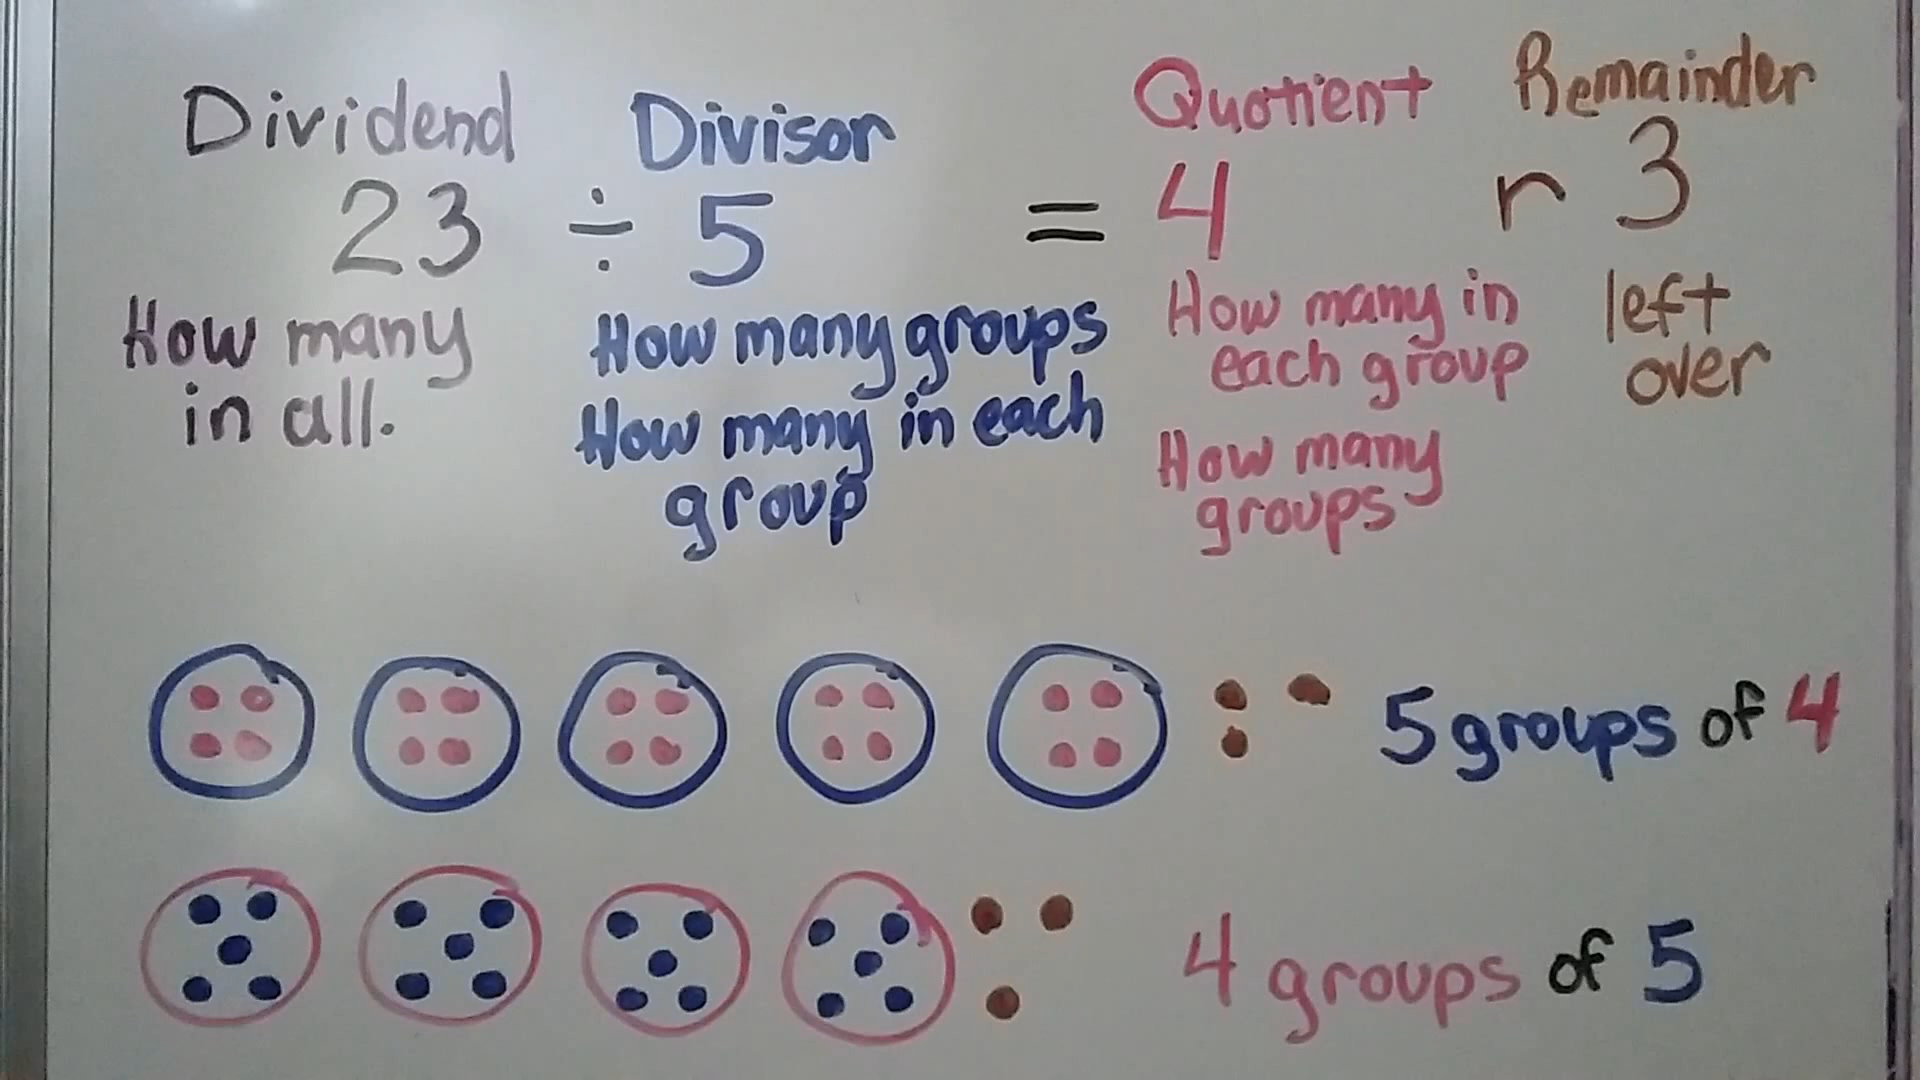 Dividend Divisor Quotient Remainder
23 ÷ 5 = 4 r 3
How many
in all.
How many groups
How many in each
group
How many in
each group
How many
groups
left
over
5 groups of 4
4 groups of 5